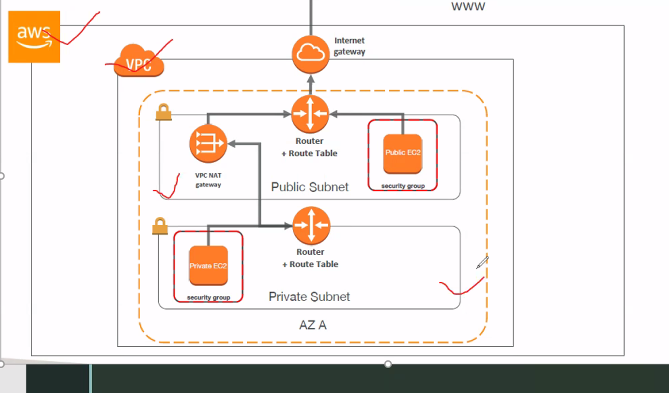 www
aws
Internet
gateway
VPC
Router
+ Route Table
Public EC2
VPC NAT
gateway
security group
Public Subnet
Router
+ Route Table
Private EC2
security group
Private Subnet
AZ A